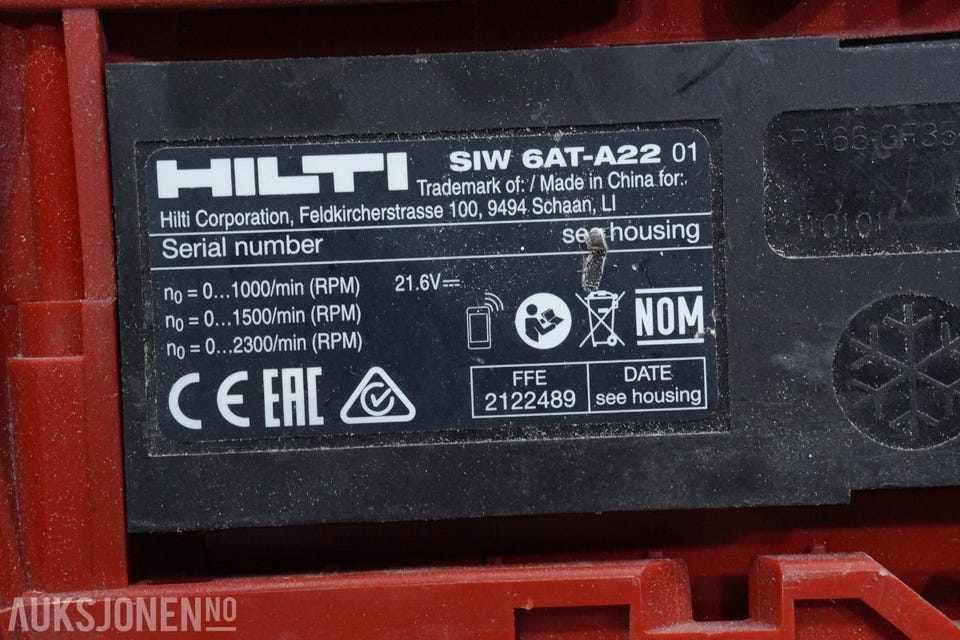 HILTI
SIW 6AT-A22 01
Trademark of: / Made in China for:
Hilti Corporation, Feldkircherstrasse 100, 9494 Schaan, LI
Serial number see housing
n0 = 0...1000/min (RPM) 21.6V
n0 = 0...1500/min (RPM)
n0 = 0...2300/min (RPM)
NOM
CE EAC
FFE
2122489
DATE
see housing
PA66 GF35
AUKSJONEN.NO